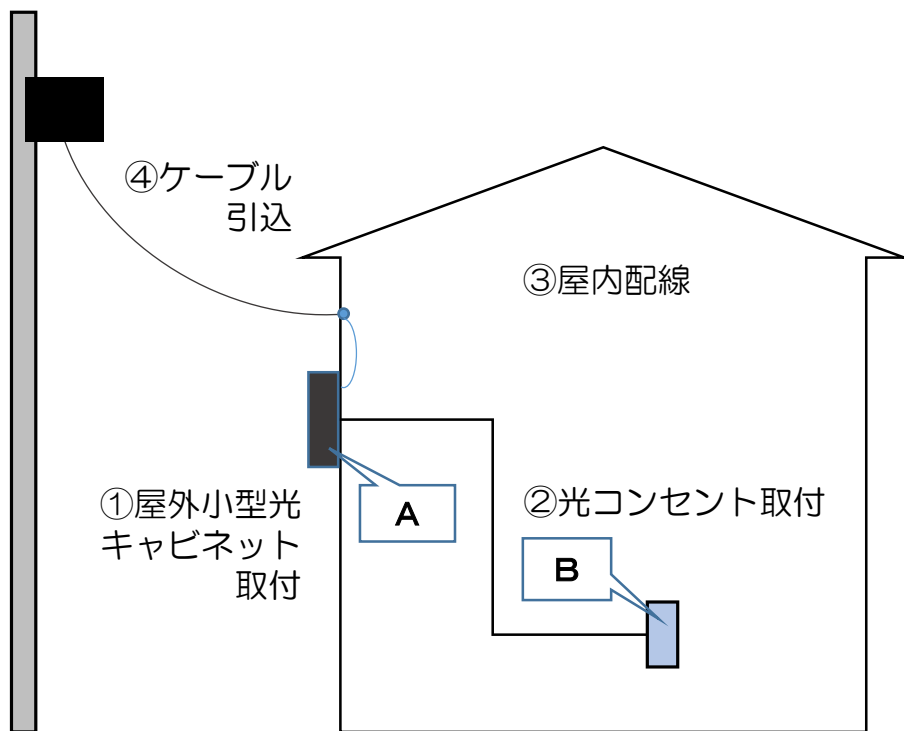 ④ケーブル
引込
③屋内配線
①屋外小型光
キャビネット
取付
A
②光コンセント取付
B